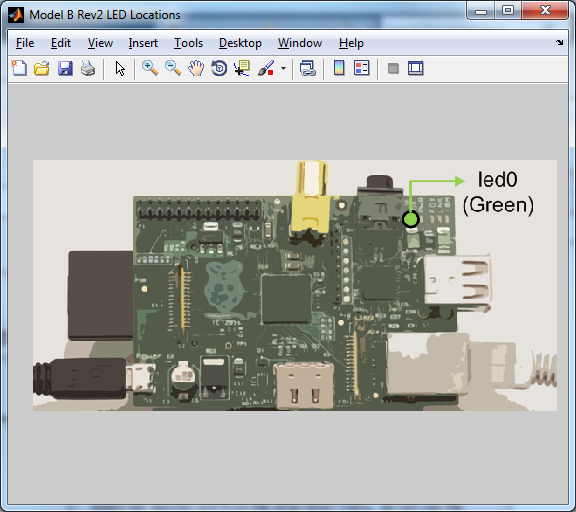 Model B Rev2 LED Locations
File Edit View Insert Tools Desktop Window Help
led0
(Green)